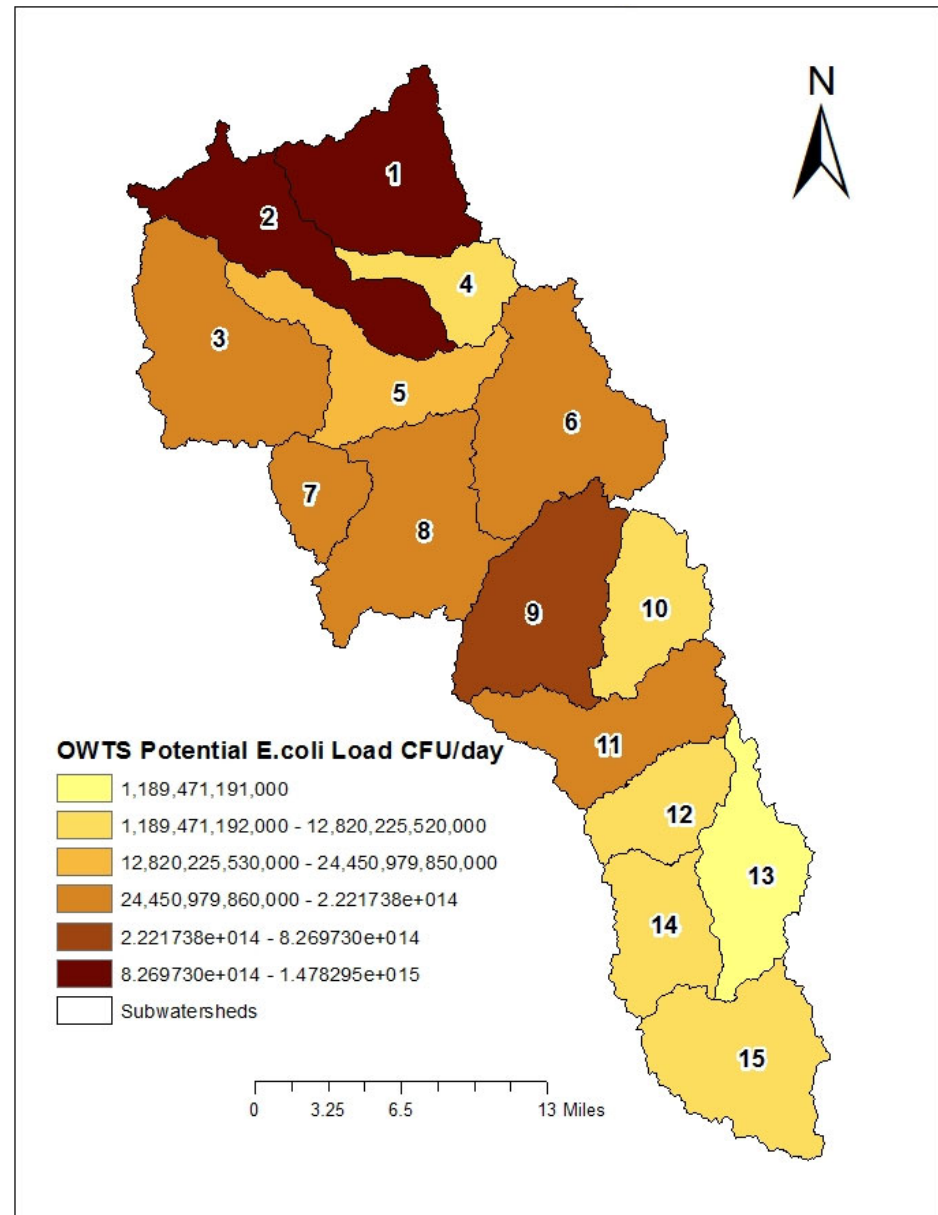 N
1
2
4
3
5
6
7
8
9
10
11
12
13
14
15
OWTS Potential E.coli Load CFU/day
1,189,471,191,000
1,189,471,192,000 - 12,820,225,520,000
12,820,225,530,000 - 24,450,979,850,000
24,450,979,860,000 - 2.221738e+014
2.221738e+014 - 8.269730e+014
8.269730e+014 - 1.478295e+015
Subwatersheds
0 3.25 6.5 13 Miles